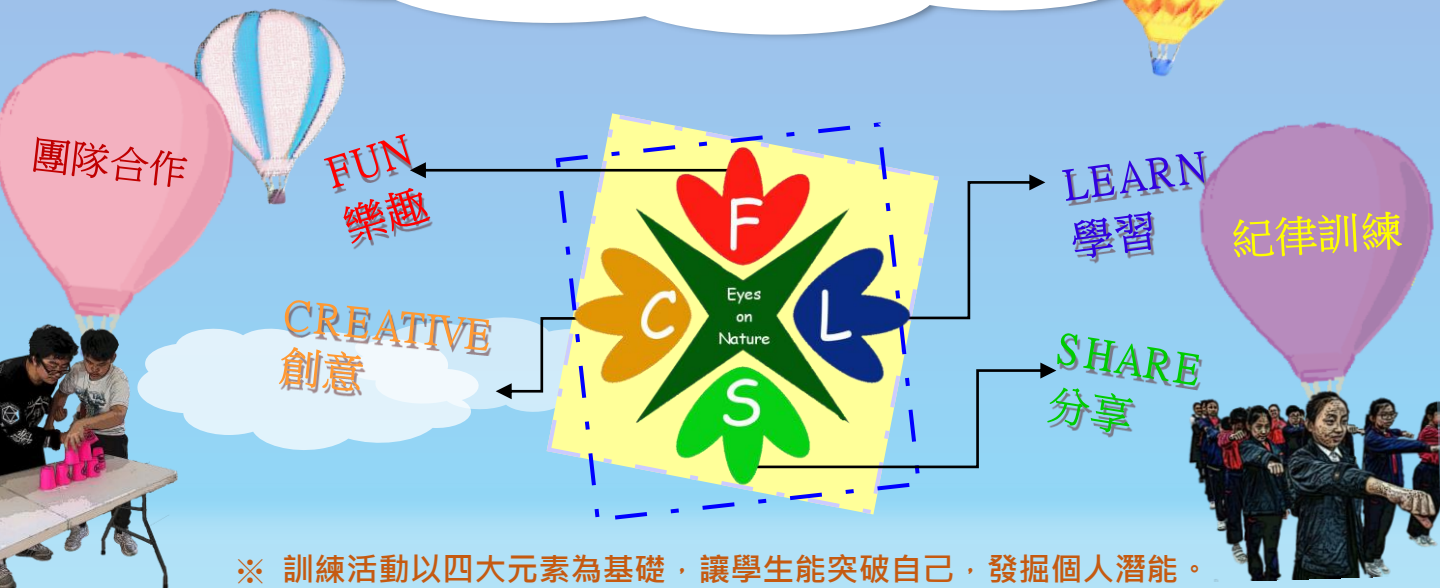 團隊合作
FUN
樂趣
LEARN
學習
紀律訓練
F
C
Eyes
on
Nature
L
S
CREATIVE
創意
SHARE
分享
※ 訓練活動以四大元素為基礎，讓學生能突破自己，發掘個人潛能。